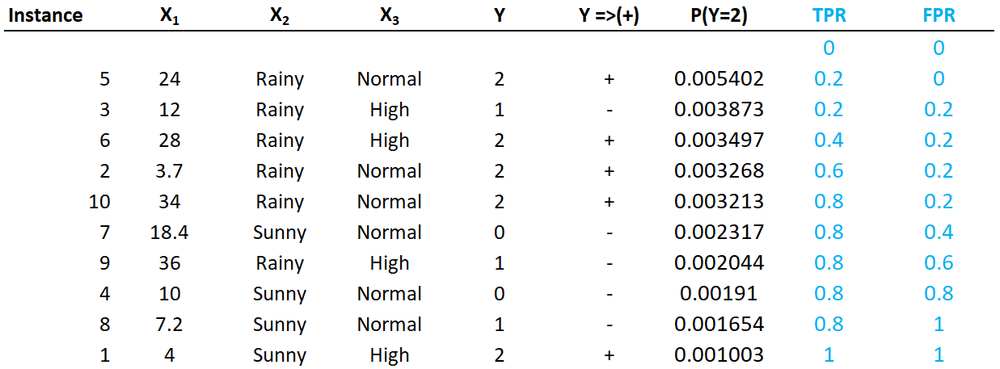 Instance X₁ X₂ X₃ Y Y =>(+) P(Y=2) TPR FPR
0 0
5 24 Rainy Normal 2 + 0.005402 0.2 0
3 12 Rainy High 1 - 0.003873 0.2 0.2
6 28 Rainy High 2 + 0.003497 0.4 0.2
2 3.7 Rainy Normal 2 + 0.003268 0.6 0.2
10 34 Rainy Normal 2 + 0.003213 0.8 0.2
7 18.4 Sunny Normal 0 - 0.002317 0.8 0.4
9 36 Rainy High 1 - 0.002044 0.8 0.6
4 10 Sunny Normal 0 - 0.00191 0.8 0.8
8 7.2 Sunny Normal 1 - 0.001654 0.8 1
1 4 Sunny High 2 + 0.001003 1 1